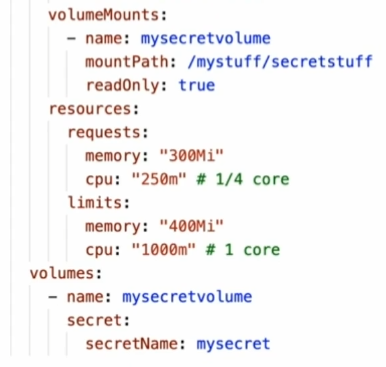 volumeMounts:
- name: mysecretvolume
mountPath: /mystuff/secretstuff
readOnly: true
resources:
requests:
memory: "300Mi"
cpu: "250m" # 1/4 core
limits:
memory: "400Mi"
cpu: "1000m" # 1 core
volumes:
- name: mysecretvolume
secret:
secretName: mysecret